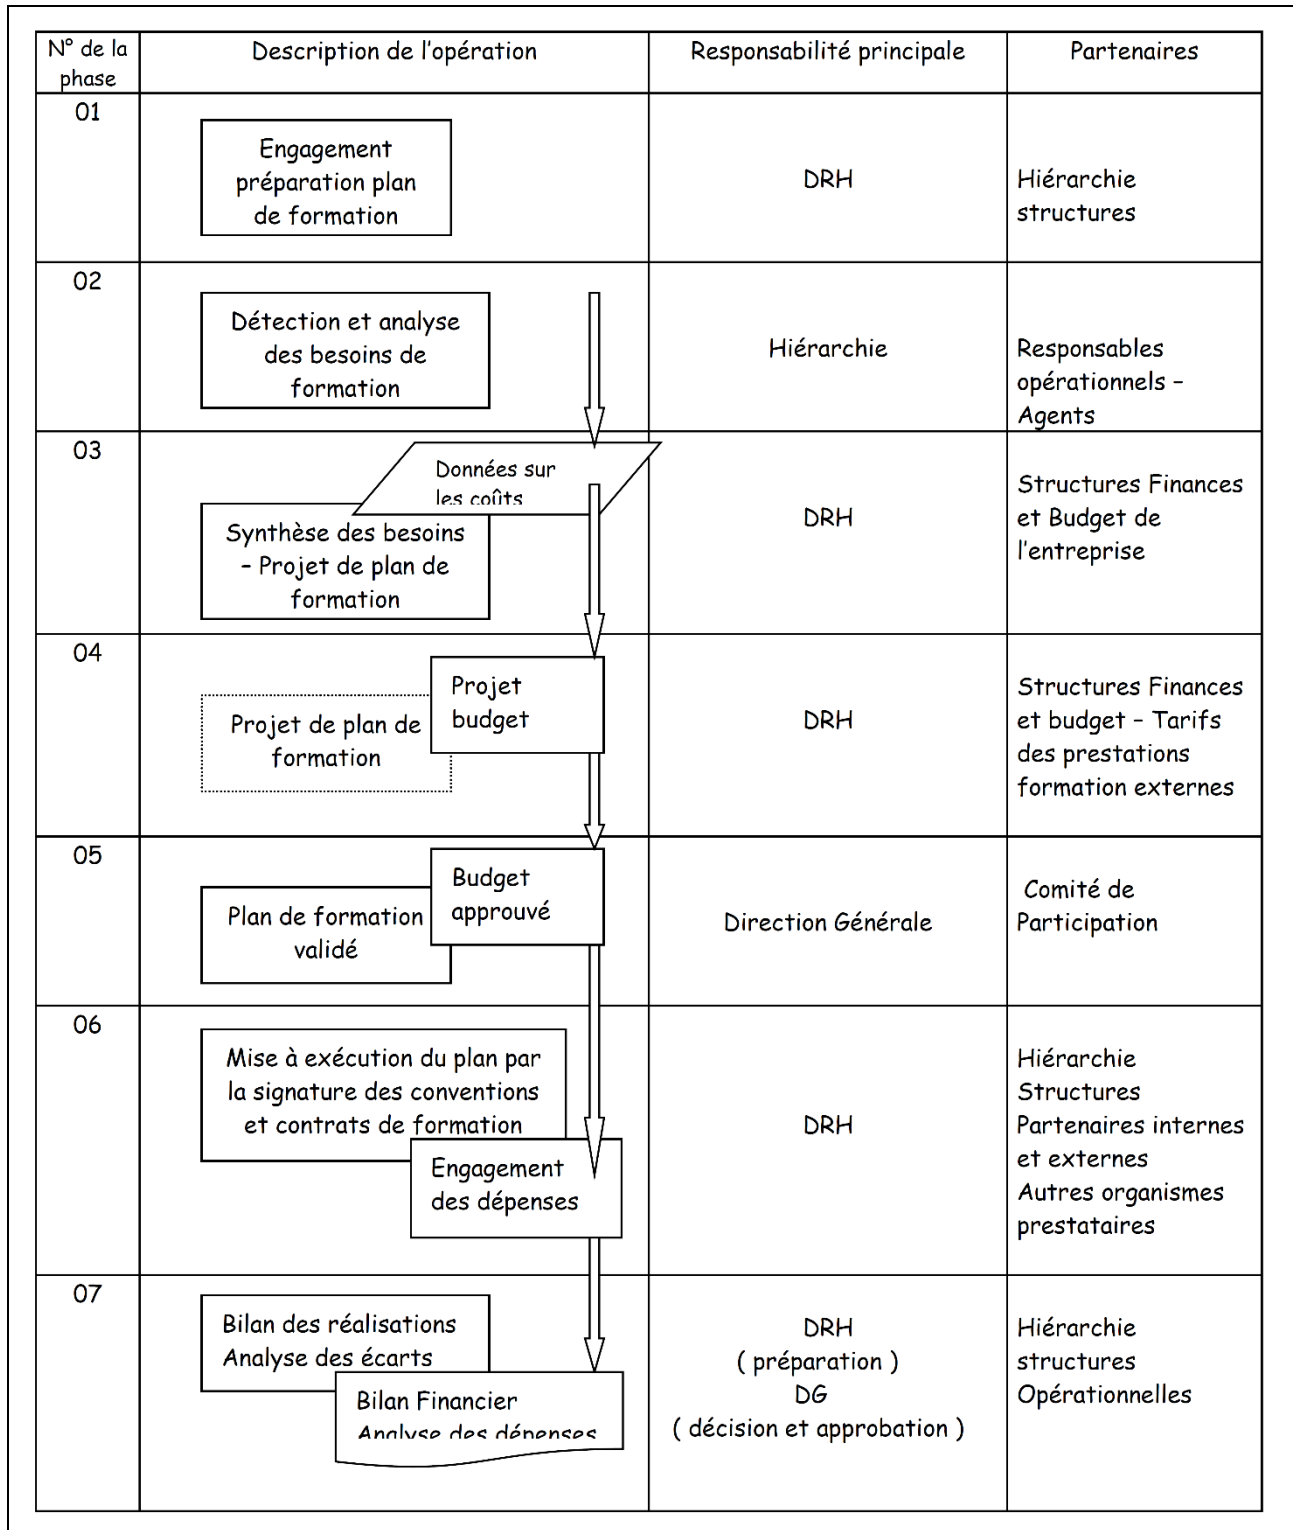 N° de la
phase
Description de l'opération
Responsabilité principale
Partenaires
01
Engagement
préparation plan
de formation
DRH
Hiérarchie
structures
02
Détection et analyse
des besoins de
formation
Hiérarchie
Responsables
opérationnels –
Agents
03
Données sur
les coûts
Synthèse des besoins
– Projet de plan de
formation
DRH
Structures Finances
et Budget de
l'entreprise
04
Projet
budget
Projet de plan de
formation
DRH
Structures Finances
et budget – Tarifs
des prestations
formation externes
05
Budget
approuvé
Plan de formation
validé
Direction Générale
Comité de
Participation
06
Mise à exécution du plan par
la signature des conventions
et contrats de formation
Engagement
des dépenses
DRH
Hiérarchie
Structures
Partenaires internes
et externes
Autres organismes
prestataires
07
Bilan des réalisations
Analyse des écarts
Bilan Financier
Analyse des dépenses
DRH
( préparation )
DG
( décision et approbation )
Hiérarchie
structures
Opérationnelles